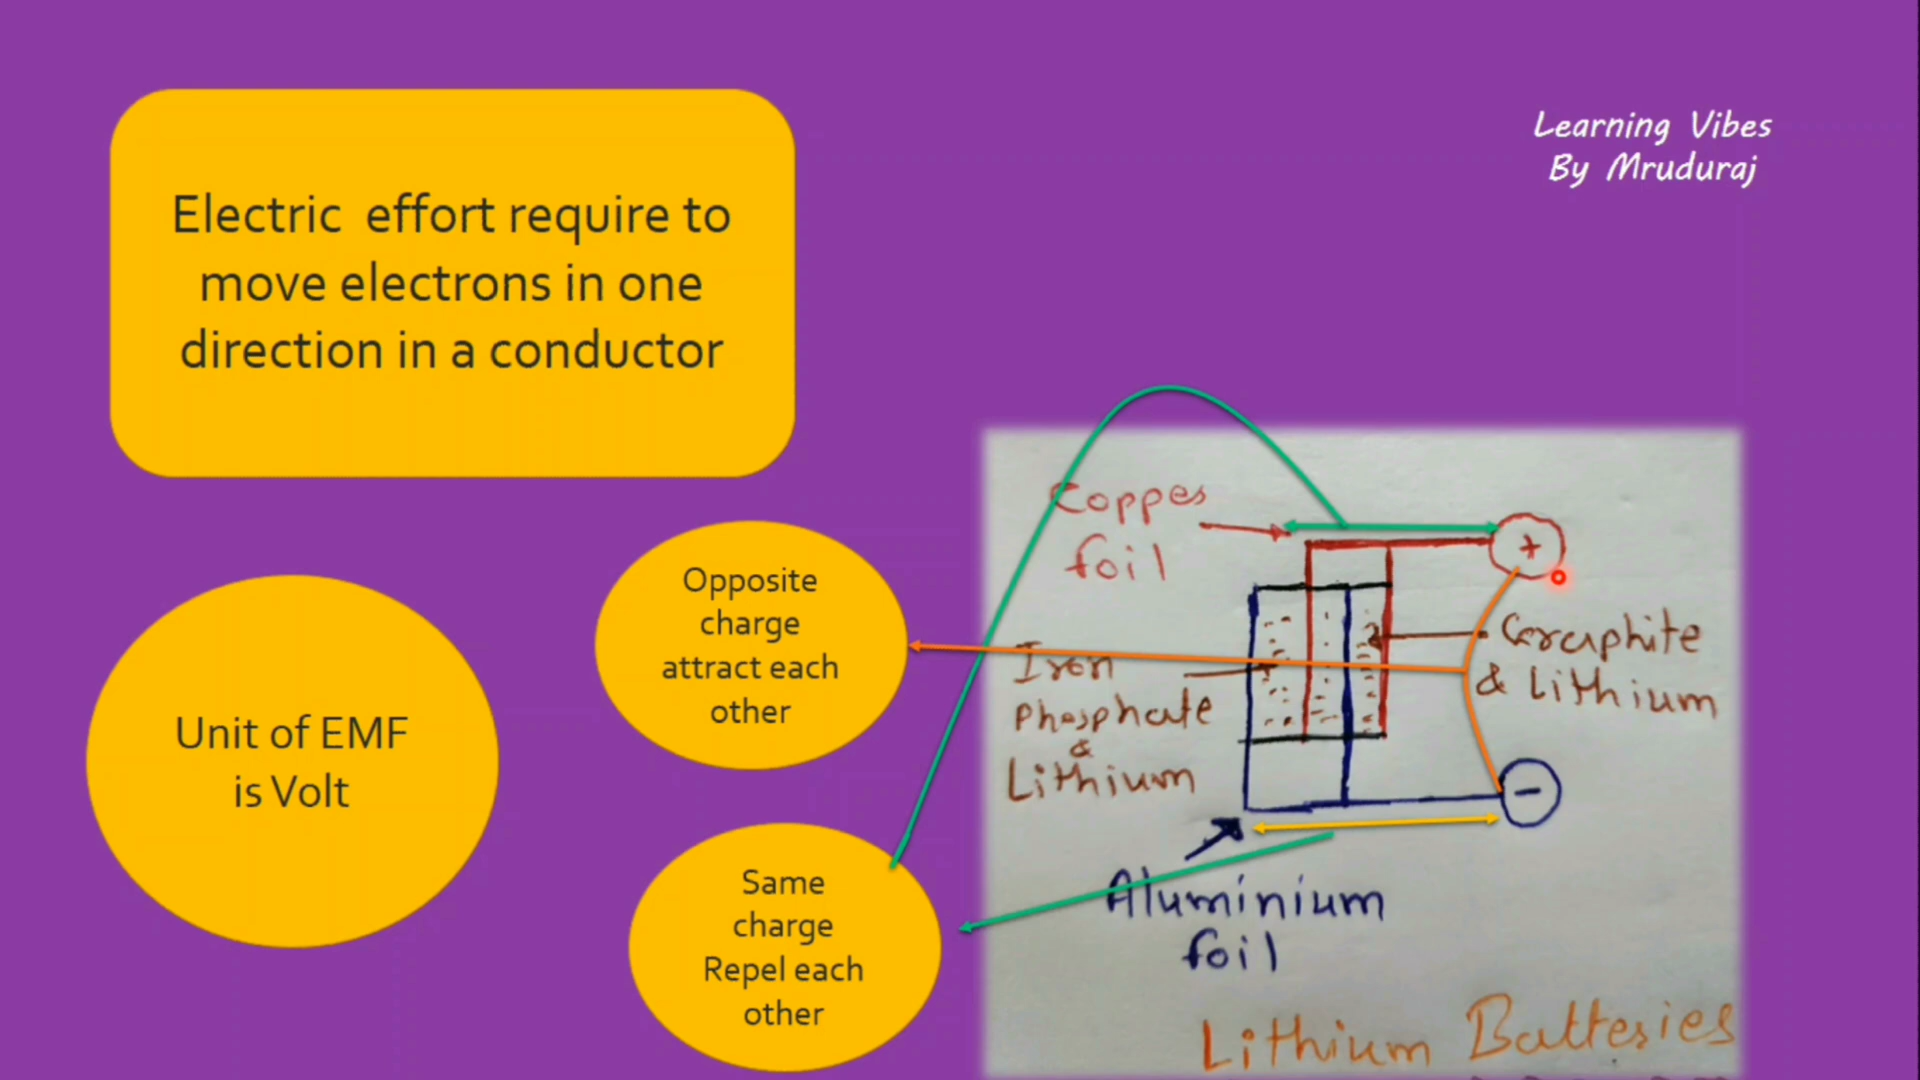 Learning Vibes
By Mruduraj
Electric effort require to
move electrons in one
direction in a conductor
Unit of EMF
is Volt
Opposite
charge
attract each
other
Same
charge
Repel each
other
Copper
foil
+
Iron
Phosphate
&
Lithium
Graphite
& Lithium
-
Aluminium
foil
Lithium Batteries